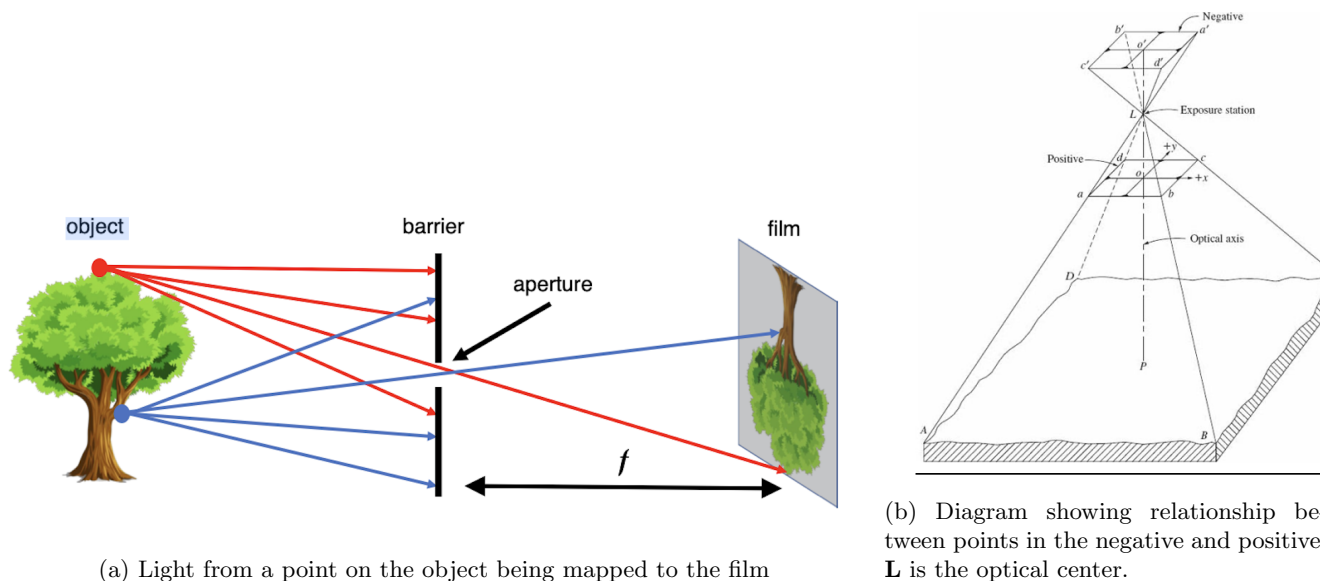 object
barrier
film
aperture
f
(a) Light from a point on the object being mapped to the film
Negative
b′
a′
o′
c′
d′
L
Exposure station
+y
Positive
d
c
o
+x
a
b
Optical axis
D
P
A
B
(b) Diagram showing relationship be-
tween points in the negative and positive
L is the optical center.